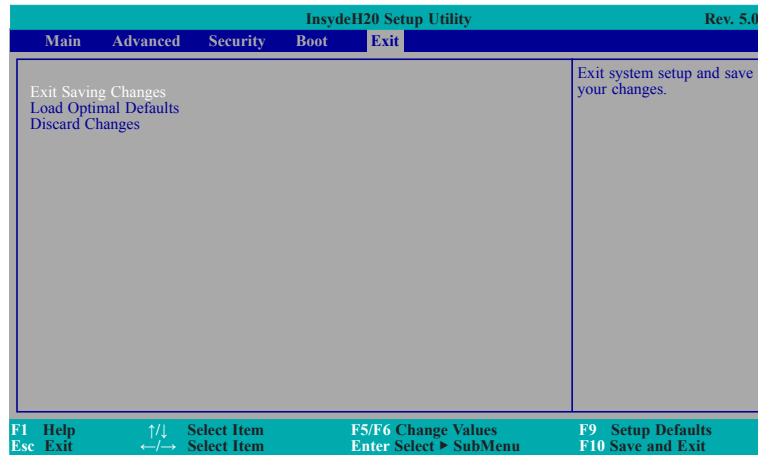 InsydeH20 Setup Utility Rev. 5.0
Main Advanced Security Boot Exit
Exit Saving Changes
Load Optimal Defaults
Discard Changes
Exit system setup and save
your changes.
F1 Help ↑/↓ Select Item F5/F6 Change Values F9 Setup Defaults
Esc Exit ←/→ Select Item Enter Select ► SubMenu F10 Save and Exit